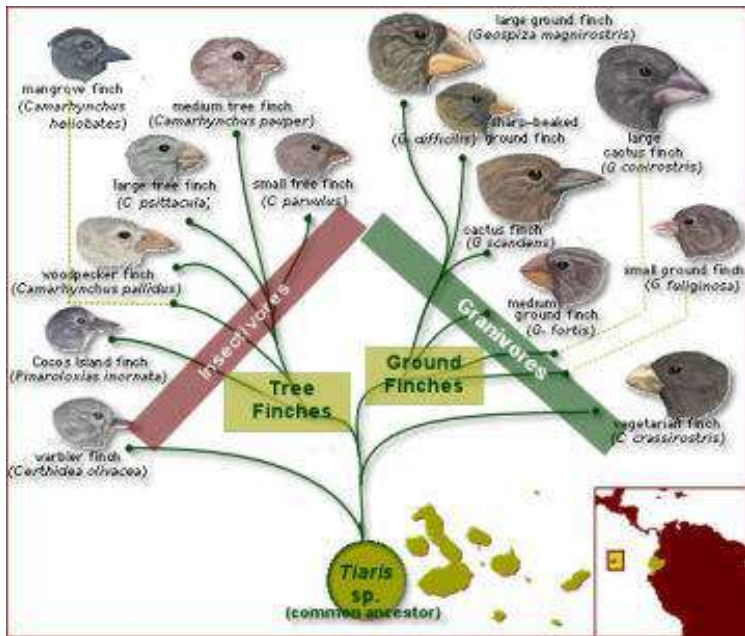 large ground finch
(Geospiza magnirostris)
mangrove finch
(Camarhynchus
heliobates)
medium tree finch
(Camarhynchus pauper)
sharp-beaked
(G. difficilis) ground finch
large
cactus finch
(G conirostris)
large tree finch
(C psittacula)
small tree finch
(C parvulus)
cactus finch
(G scandens)
woodpecker finch
(Camarhynchus pallidus)
small ground finch
(G fuliginosa)
medium
ground finch
(G. fortis)
Insectivores
Granivores
Cocos Island finch
(Pinaroloxias inornata)
Tree
Finches
Ground
Finches
vegetarian finch
(C crassirostris)
warbler finch
(Certhidea olivacea)
Tiaris
sp.
(common ancestor)